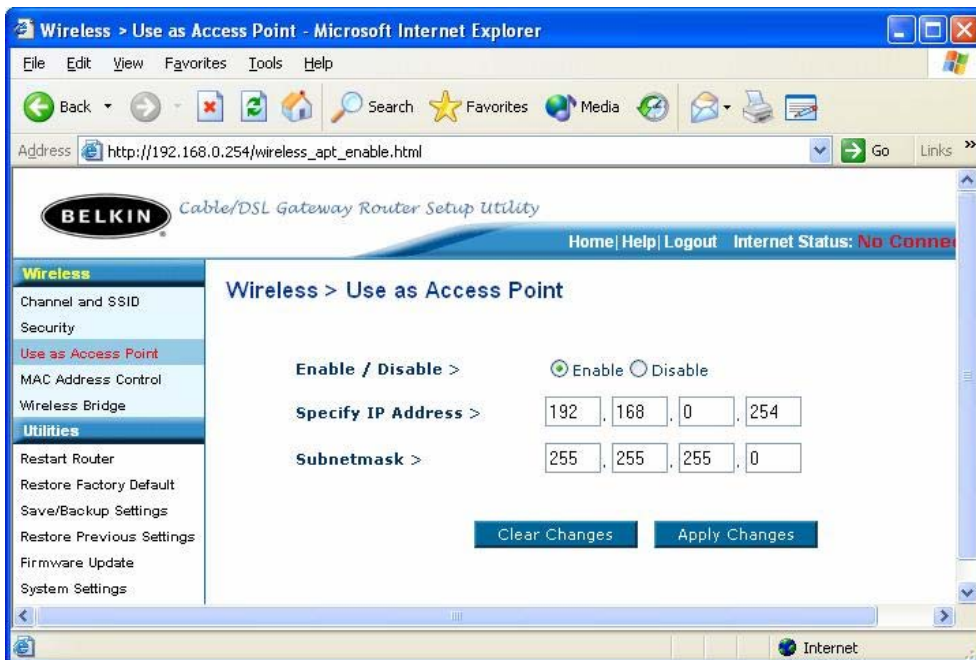 Wireless > Use as Access Point - Microsoft Internet Explorer
File Edit View Favorites Tools Help
Back Search Favorites Media
Address http://192.168.0.254/wireless_apt_enable.html Go Links »
BELKIN Cable/DSL Gateway Router Setup Utility
Home| Help| Logout Internet Status: No Conne
Wireless
Channel and SSID
Security
Use as Access Point
MAC Address Control
Wireless Bridge
Utilities
Restart Router
Restore Factory Default
Save/Backup Settings
Restore Previous Settings
Firmware Update
System Settings
Wireless > Use as Access Point
Enable / Disable > Enable Disable
Specify IP Address > 192 . 168 . 0 . 254
Subnetmask > 255 . 255 . 255 . 0
Clear Changes Apply Changes
Internet